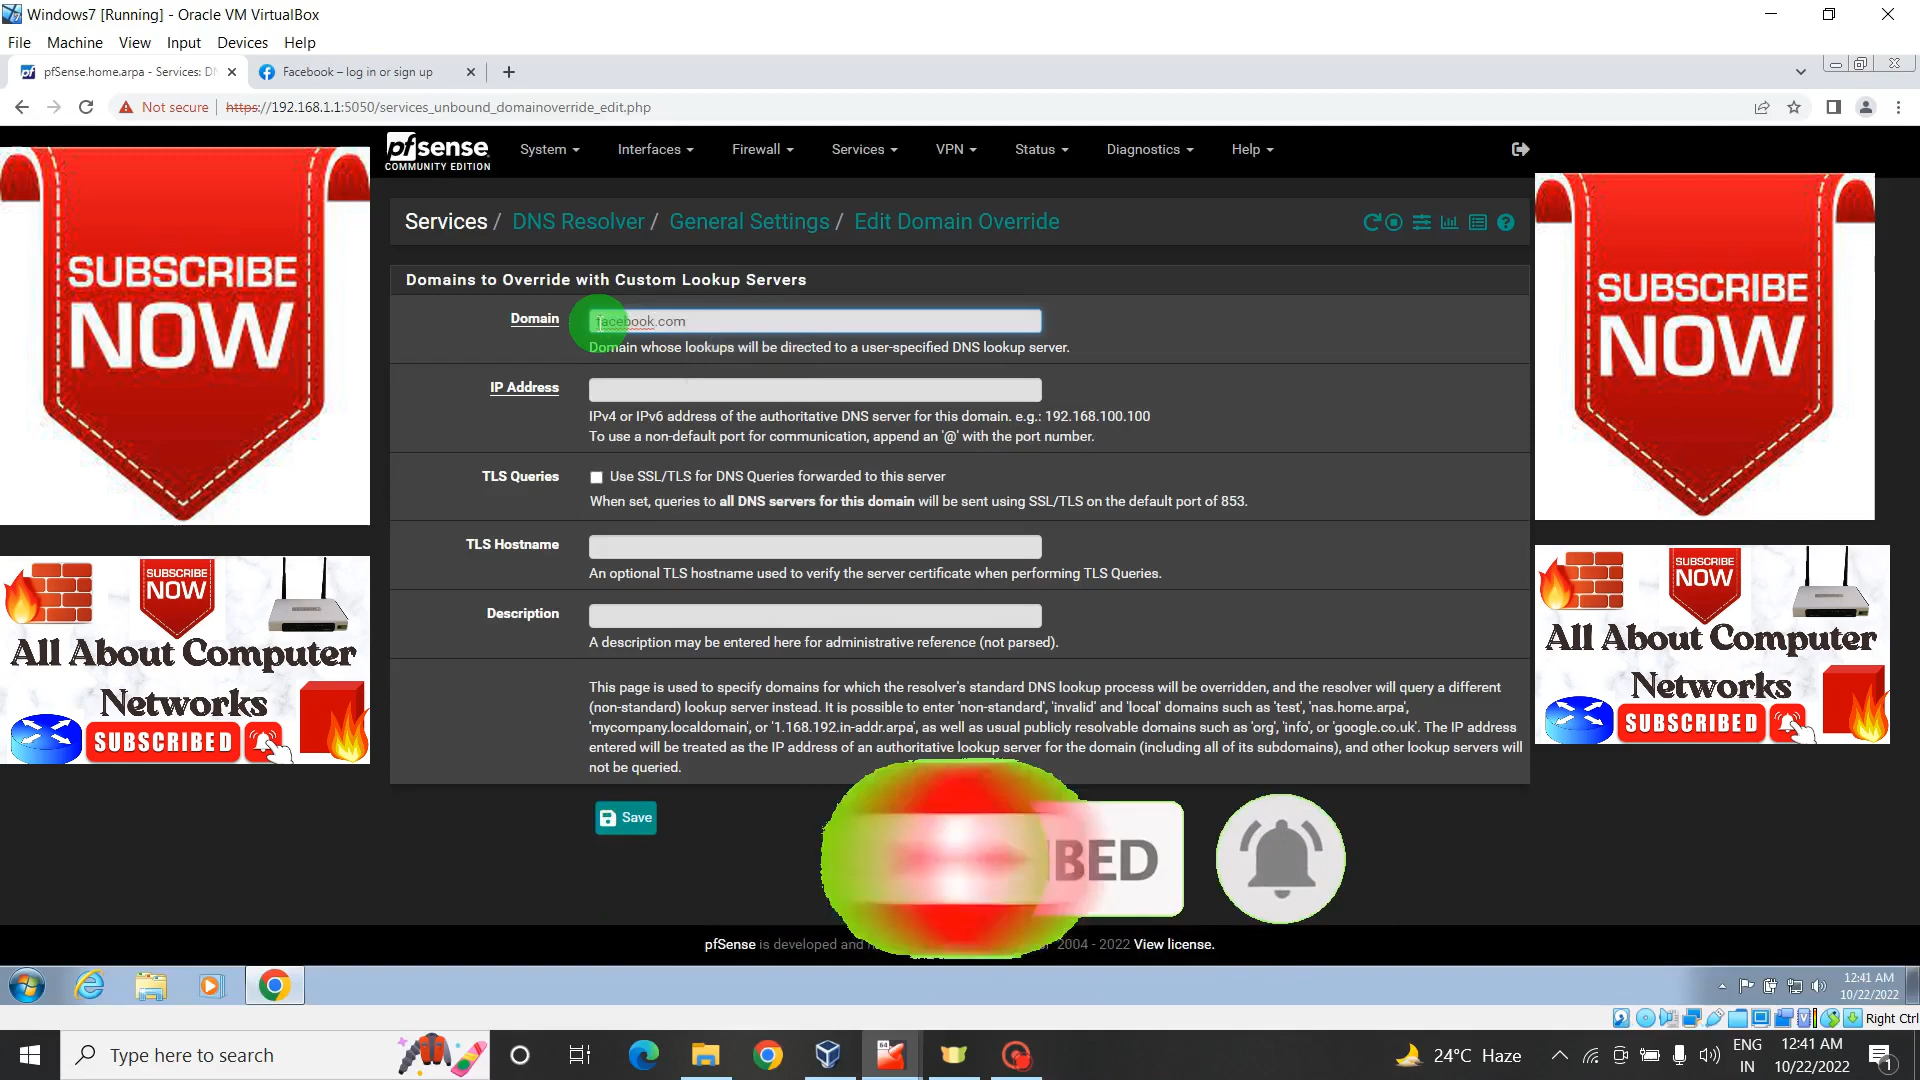 Windows7 [Running] - Oracle VM VirtualBox
File Machine View Input Devices Help
pfSense.home.arpa - Services: DN
Facebook – log in or sign up
Not secure https://192.168.1.1:5050/services_unbound_domainoverride_edit.php
pfsense
COMMUNITY EDITION
System Interfaces Firewall Services VPN Status Diagnostics Help
Services / DNS Resolver / General Settings / Edit Domain Override
Domains to Override with Custom Lookup Servers
Domain facebook.com
Domain whose lookups will be directed to a user-specified DNS lookup server.
IP Address
IPv4 or IPv6 address of the authoritative DNS server for this domain. e.g.: 192.168.100.100
To use a non-default port for communication, append an '@' with the port number.
TLS Queries Use SSL/TLS for DNS Queries forwarded to this server
When set, queries to all DNS servers for this domain will be sent using SSL/TLS on the default port of 853.
TLS Hostname
An optional TLS hostname used to verify the server certificate when performing TLS Queries.
Description
A description may be entered here for administrative reference (not parsed).
This page is used to specify domains for which the resolver's standard DNS lookup process will be overridden, and the resolver will query a different
(non-standard) lookup server instead. It is possible to enter 'non-standard', 'invalid' and 'local' domains such as 'test', 'nas.home.arpa',
'mycompany.localdomain', or '1.168.192.in-addr.arpa', as well as usual publicly resolvable domains such as 'org', 'info', or 'google.co.uk'. The IP address
entered will be treated as the IP address of an authoritative lookup server for the domain (including all of its subdomains), and other lookup servers will
not be queried.
Save
BED
pfSense is developed and
2004 - 2022 View license.
SUBSCRIBE
NOW
SUBSCRIBE
NOW
All About Computer
Networks
SUBSCRIBED
SUBSCRIBE
NOW
SUBSCRIBE
NOW
All About Computer
Networks
SUBSCRIBED
12:41 AM
10/22/2022
Right Ctrl
Type here to search
64
24°C Haze
ENG
IN
12:41 AM
10/22/2022
1